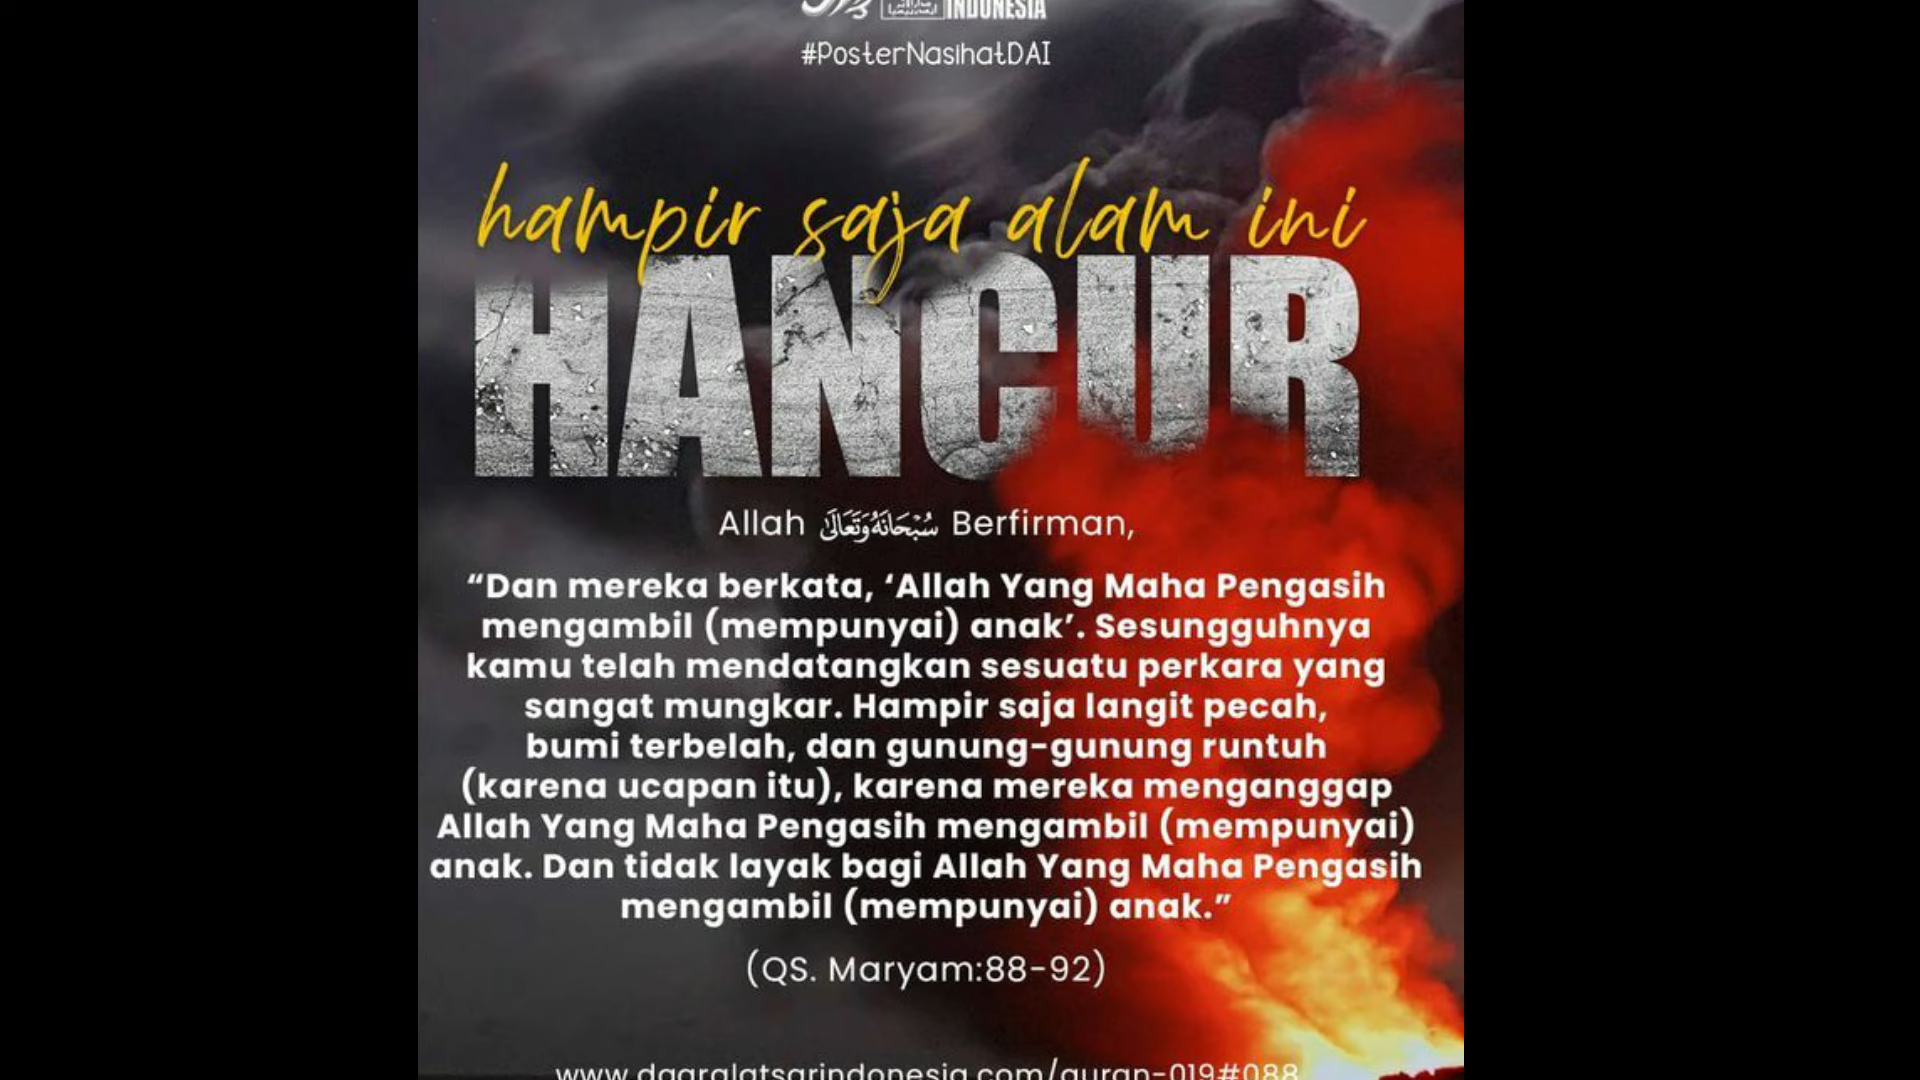 INDONESIA
#PosterNasihatDAI
hampir saja alam ini
HANCUR
Allah سُبْحَانَهُ وَتَعَالَىٰ Berfirman,
“Dan mereka berkata, ‘Allah Yang Maha Pengasih
mengambil (mempunyai) anak’. Sesungguhnya
kamu telah mendatangkan sesuatu perkara yang
sangat mungkar. Hampir saja langit pecah,
bumi terbelah, dan gunung-gunung runtuh
(karena ucapan itu), karena mereka menganggap
Allah Yang Maha Pengasih mengambil (mempunyai)
anak. Dan tidak layak bagi Allah Yang Maha Pengasih
mengambil (mempunyai) anak.”
(QS. Maryam:88-92)
www.daaralatsarindonesia.com/quran-019#088